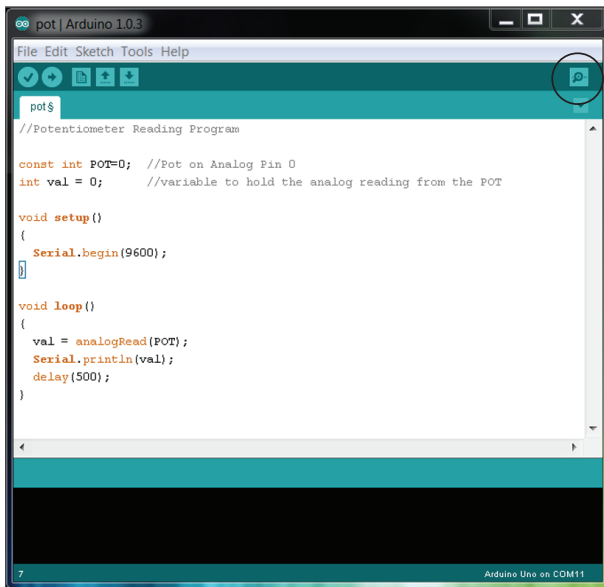 pot | Arduino 1.0.3
File Edit Sketch Tools Help
pot§
//Potentiometer Reading Program
const int POT=0;  //Pot on Analog Pin 0
int val = 0;      //variable to hold the analog reading from the POT
void setup()
{
  Serial.begin(9600);
}
void loop()
{
  val = analogRead(POT);
  Serial.println(val);
  delay(500);
}
7
Arduino Uno on COM11